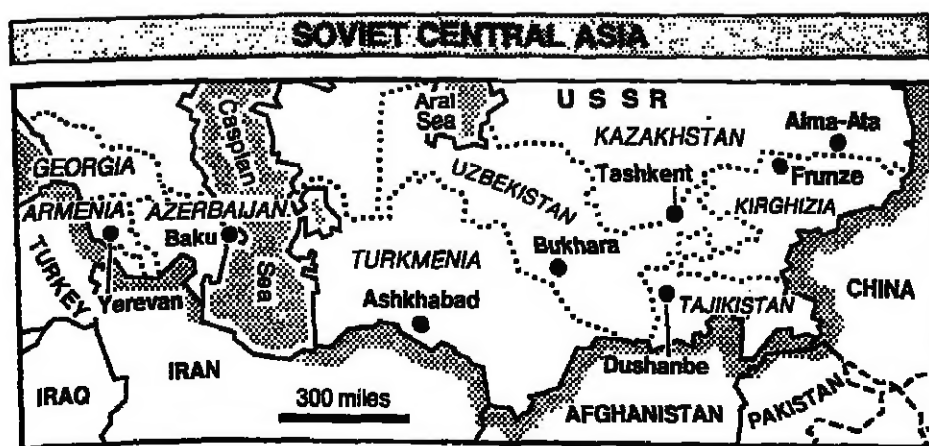 SOVIET CENTRAL ASIA
USSR
Aral
Sea
Caspian
Sea
KAZAKHSTAN
Alma-Ata
GEORGIA
UZBEKISTAN
Tashkent
Frunze
ARMENIA
AZERBAIJAN
KIRGHIZIA
Baku
Bukhara
TURKEY
TURKMENIA
Yerevan
Ashkhabad
TAJIKISTAN
CHINA
IRAN
Dushanbe
IRAQ
300 miles
AFGHANISTAN
PAKISTAN